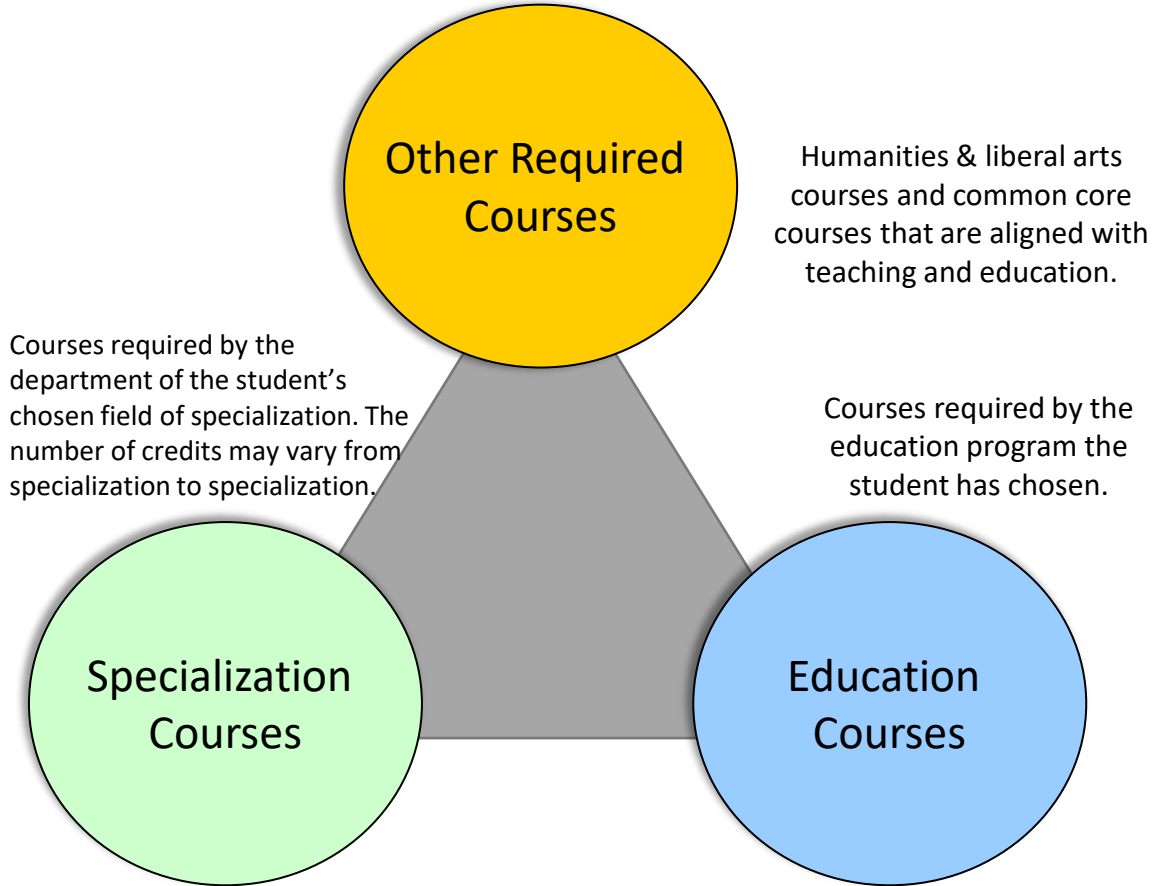 Other Required
Courses
Humanities & liberal arts
courses and common core
courses that are aligned with
teaching and education.
Courses required by the
department of the student’s
chosen field of specialization. The
number of credits may vary from
specialization to specialization.
Courses required by the
education program the
student has chosen.
Specialization
Courses
Education
Courses